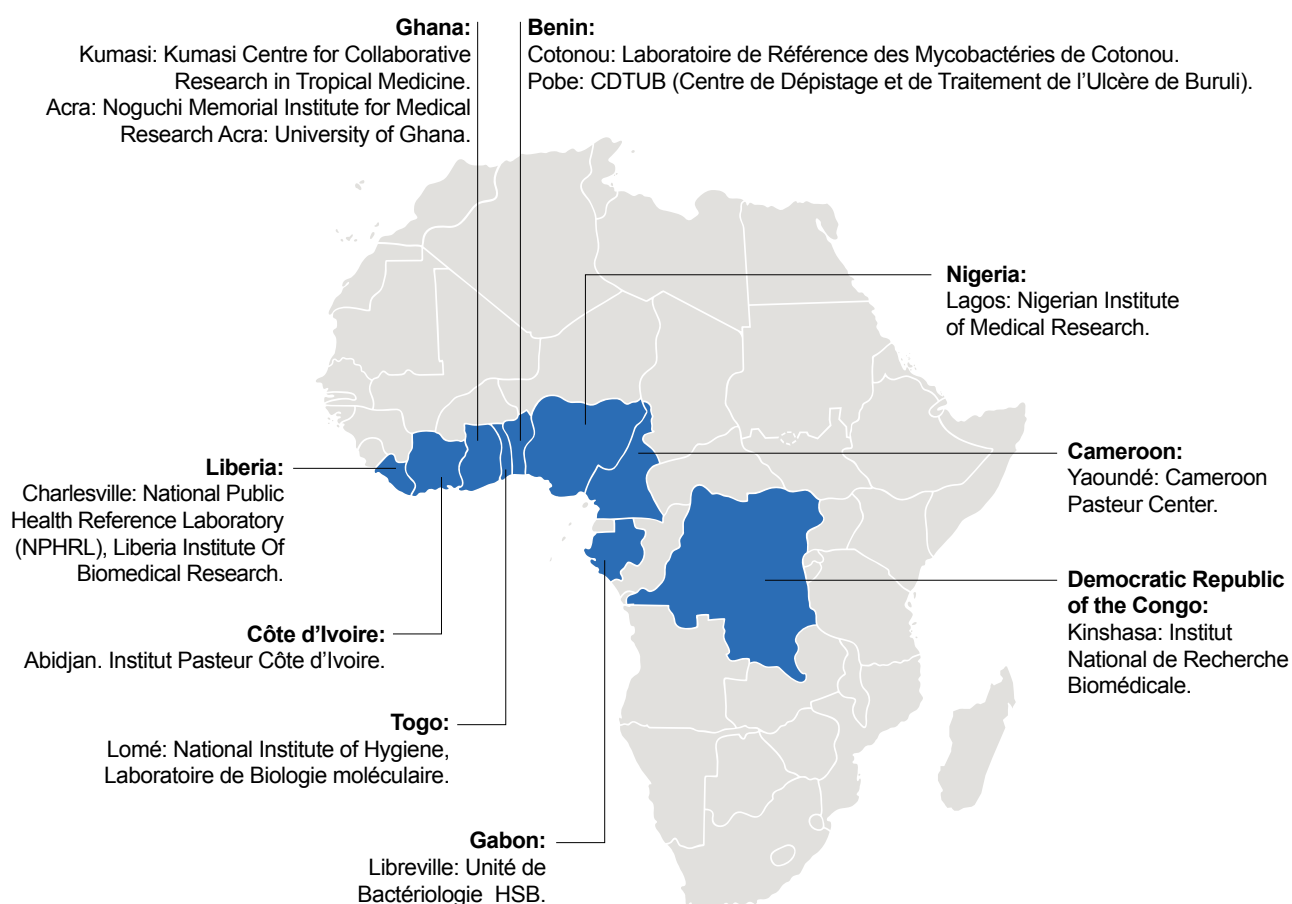 Ghana:
Kumasi: Kumasi Centre for Collaborative
Research in Tropical Medicine.
Acra: Noguchi Memorial Institute for Medical
Research Acra: University of Ghana.
Benin:
Cotonou: Laboratoire de Référence des Mycobactéries de Cotonou.
Pobe: CDTUB (Centre de Dépistage et de Traitement de l’Ulcère de Buruli).
Nigeria:
Lagos: Nigerian Institute
of Medical Research.
Cameroon:
Yaoundé: Cameroon
Pasteur Center.
Liberia:
Charlesville: National Public
Health Reference Laboratory
(NPHRL), Liberia Institute Of
Biomedical Research.
Democratic Republic
of the Congo:
Kinshasa: Institut
National de Recherche
Biomédicale.
Côte d’Ivoire:
Abidjan. Institut Pasteur Côte d’Ivoire.
Togo:
Lomé: National Institute of Hygiene,
Laboratoire de Biologie moléculaire.
Gabon:
Libreville: Unité de
Bactériologie HSB.